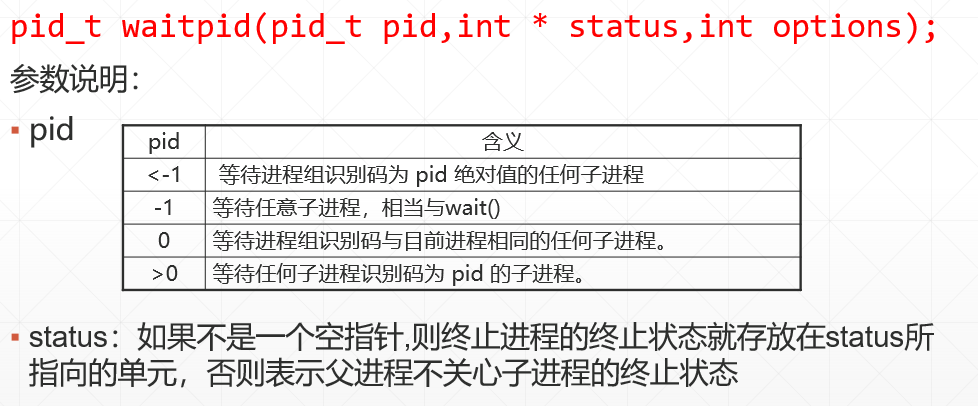 pid_t waitpid(pid_t pid,int * status,int options);
参数说明：
▪ pid
pid 含义
<-1 等待进程组识别码为 pid 绝对值的任何子进程
-1 等待任意子进程，相当与wait()
0 等待进程组识别码与目前进程相同的任何子进程。
>0 等待任何子进程识别码为 pid 的子进程。
▪ status：如果不是一个空指针,则终止进程的终止状态就存放在status所
指向的单元，否则表示父进程不关心子进程的终止状态